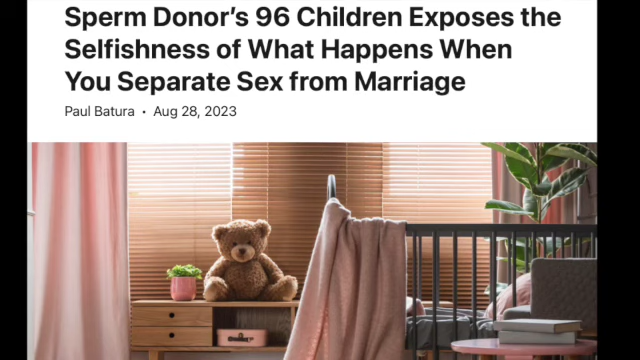 Sperm Donor’s 96 Children Exposes the
Selfishness of What Happens When
You Separate Sex from Marriage
Paul Batura • Aug 28, 2023